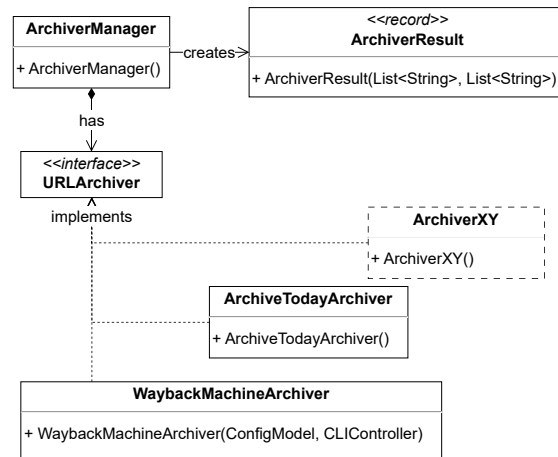 ArchiverManager
+ ArchiverManager()
creates
<<record>>
ArchiverResult
+ ArchiverResult(List<String>, List<String>)
has
<<interface>>
URLArchiver
implements
ArchiverXY
+ ArchiverXY()
ArchiveTodayArchiver
+ ArchiveTodayArchiver()
WaybackMachineArchiver
+ WaybackMachineArchiver(ConfigModel, CLIController)